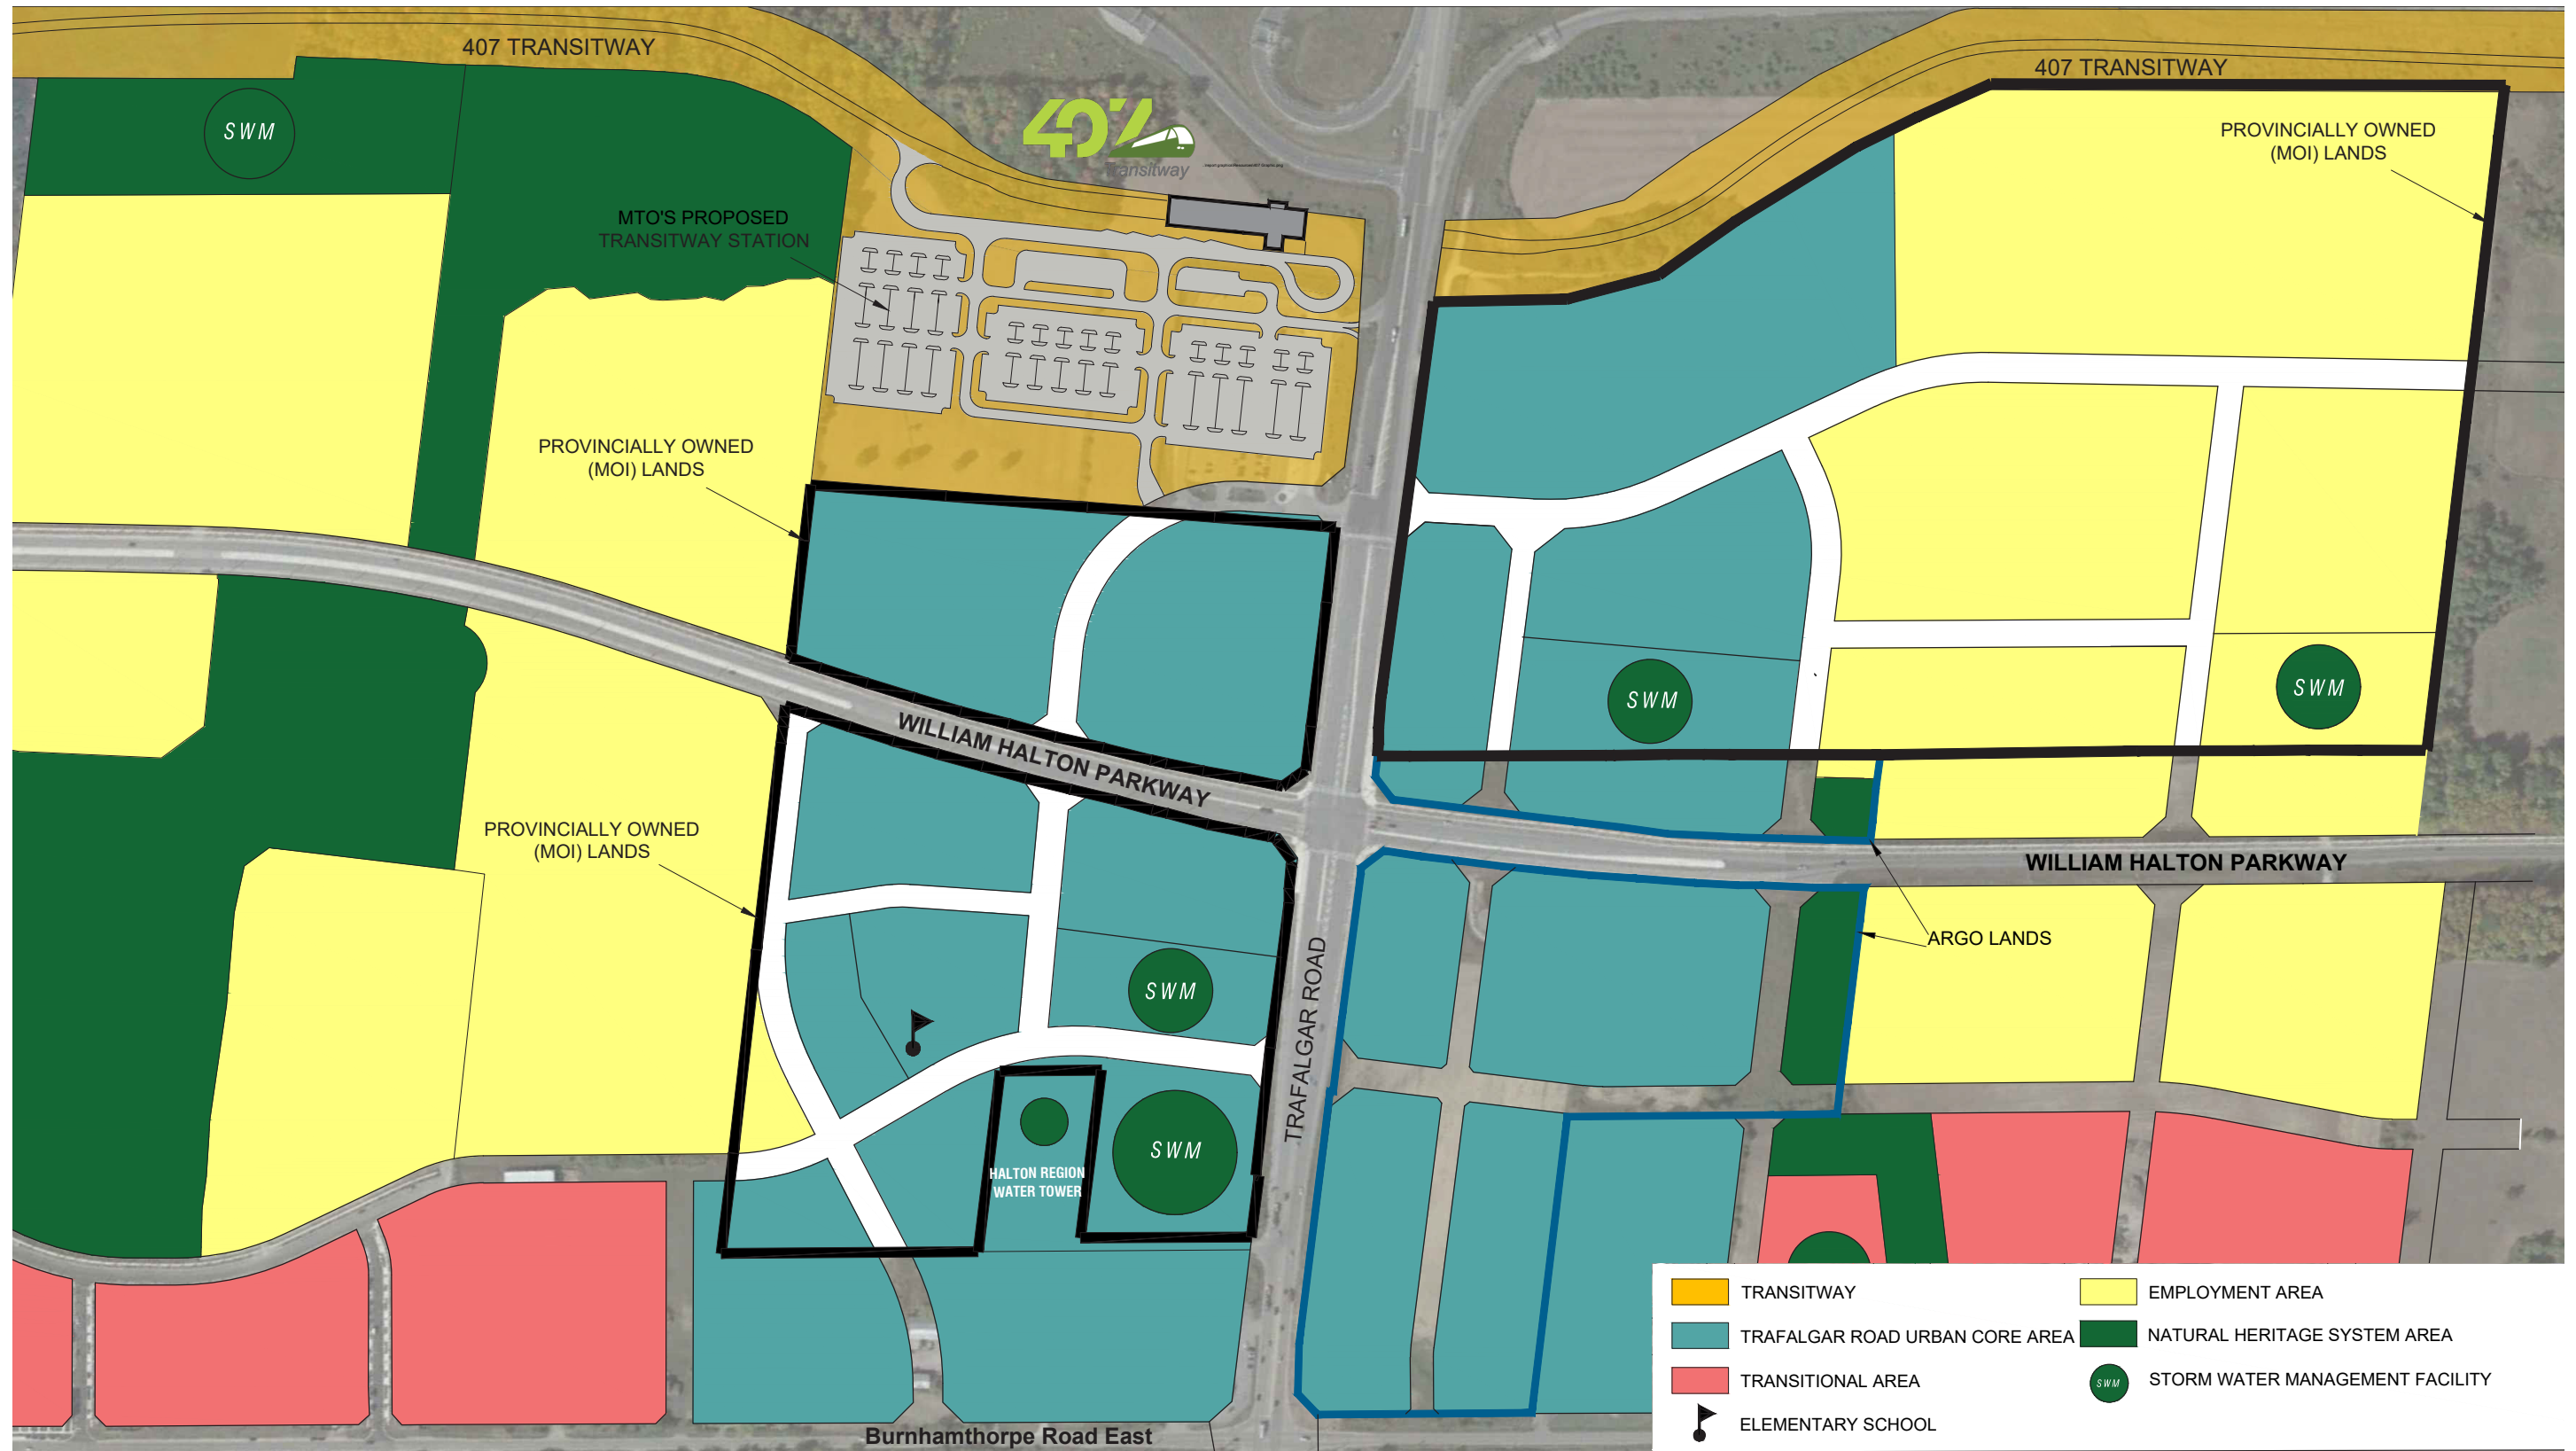 407 TRANSITWAY
407 TRANSITWAY
407
Transitway
PROVINCIALLY OWNED
(MOI) LANDS
SWM
MTO'S PROPOSED
TRANSITWAY STATION
PROVINCIALLY OWNED
(MOI) LANDS
SWM
SWM
WILLIAM HALTON PARKWAY
PROVINCIALLY OWNED
(MOI) LANDS
WILLIAM HALTON PARKWAY
ARGO LANDS
SWM
TRAFALGAR ROAD
SWM
HALTON REGION
WATER TOWER
Burnhamthorpe Road East
TRANSITWAY
TRAFALGAR ROAD URBAN CORE AREA
TRANSITIONAL AREA
ELEMENTARY SCHOOL
EMPLOYMENT AREA
NATURAL HERITAGE SYSTEM AREA
SWM
STORM WATER MANAGEMENT FACILITY